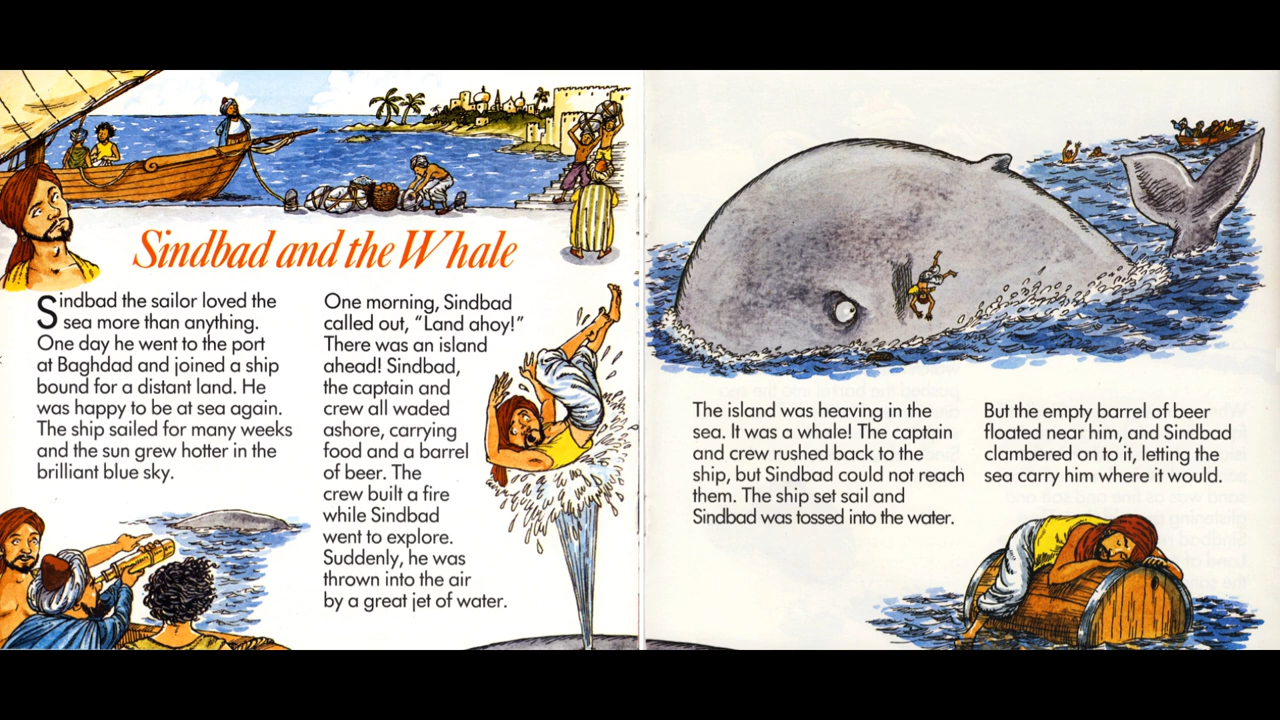 Sindbad and the Whale
Sindbad the sailor loved the
sea more than anything.
One day he went to the port
at Baghdad and joined a ship
bound for a distant land. He
was happy to be at sea again.
The ship sailed for many weeks
and the sun grew hotter in the
brilliant blue sky.
One morning, Sindbad
called out, “Land ahoy!”
There was an island
ahead! Sindbad,
the captain and
crew all waded
ashore, carrying
food and a barrel
of beer. The
crew built a fire
while Sindbad
went to explore.
Suddenly, he was
thrown into the air
by a great jet of water.
The island was heaving in the
sea. It was a whale! The captain
and crew rushed back to the
ship, but Sindbad could not reach
them. The ship set sail and
Sindbad was tossed into the water.
But the empty barrel of beer
floated near him, and Sindbad
clambered on to it, letting the
sea carry him where it would.